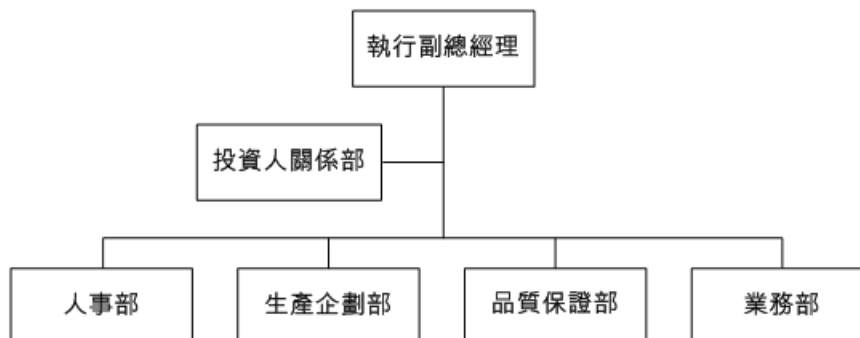 執行副總經理
投資人關係部
人事部
生產企劃部
品質保證部
業務部